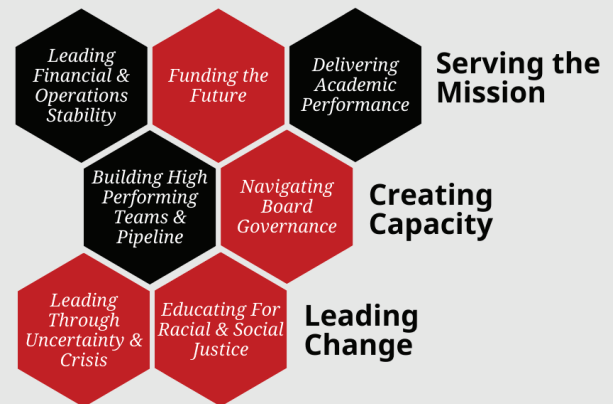 Leading
Financial &
Operations
Stability
Funding the
Future
Delivering
Academic
Performance
Serving the
Mission
Building High
Performing
Teams &
Pipeline
Navigating
Board
Governance
Creating
Capacity
Leading
Through
Uncertainty &
Crisis
Educating For
Racial & Social
Justice
Leading
Change